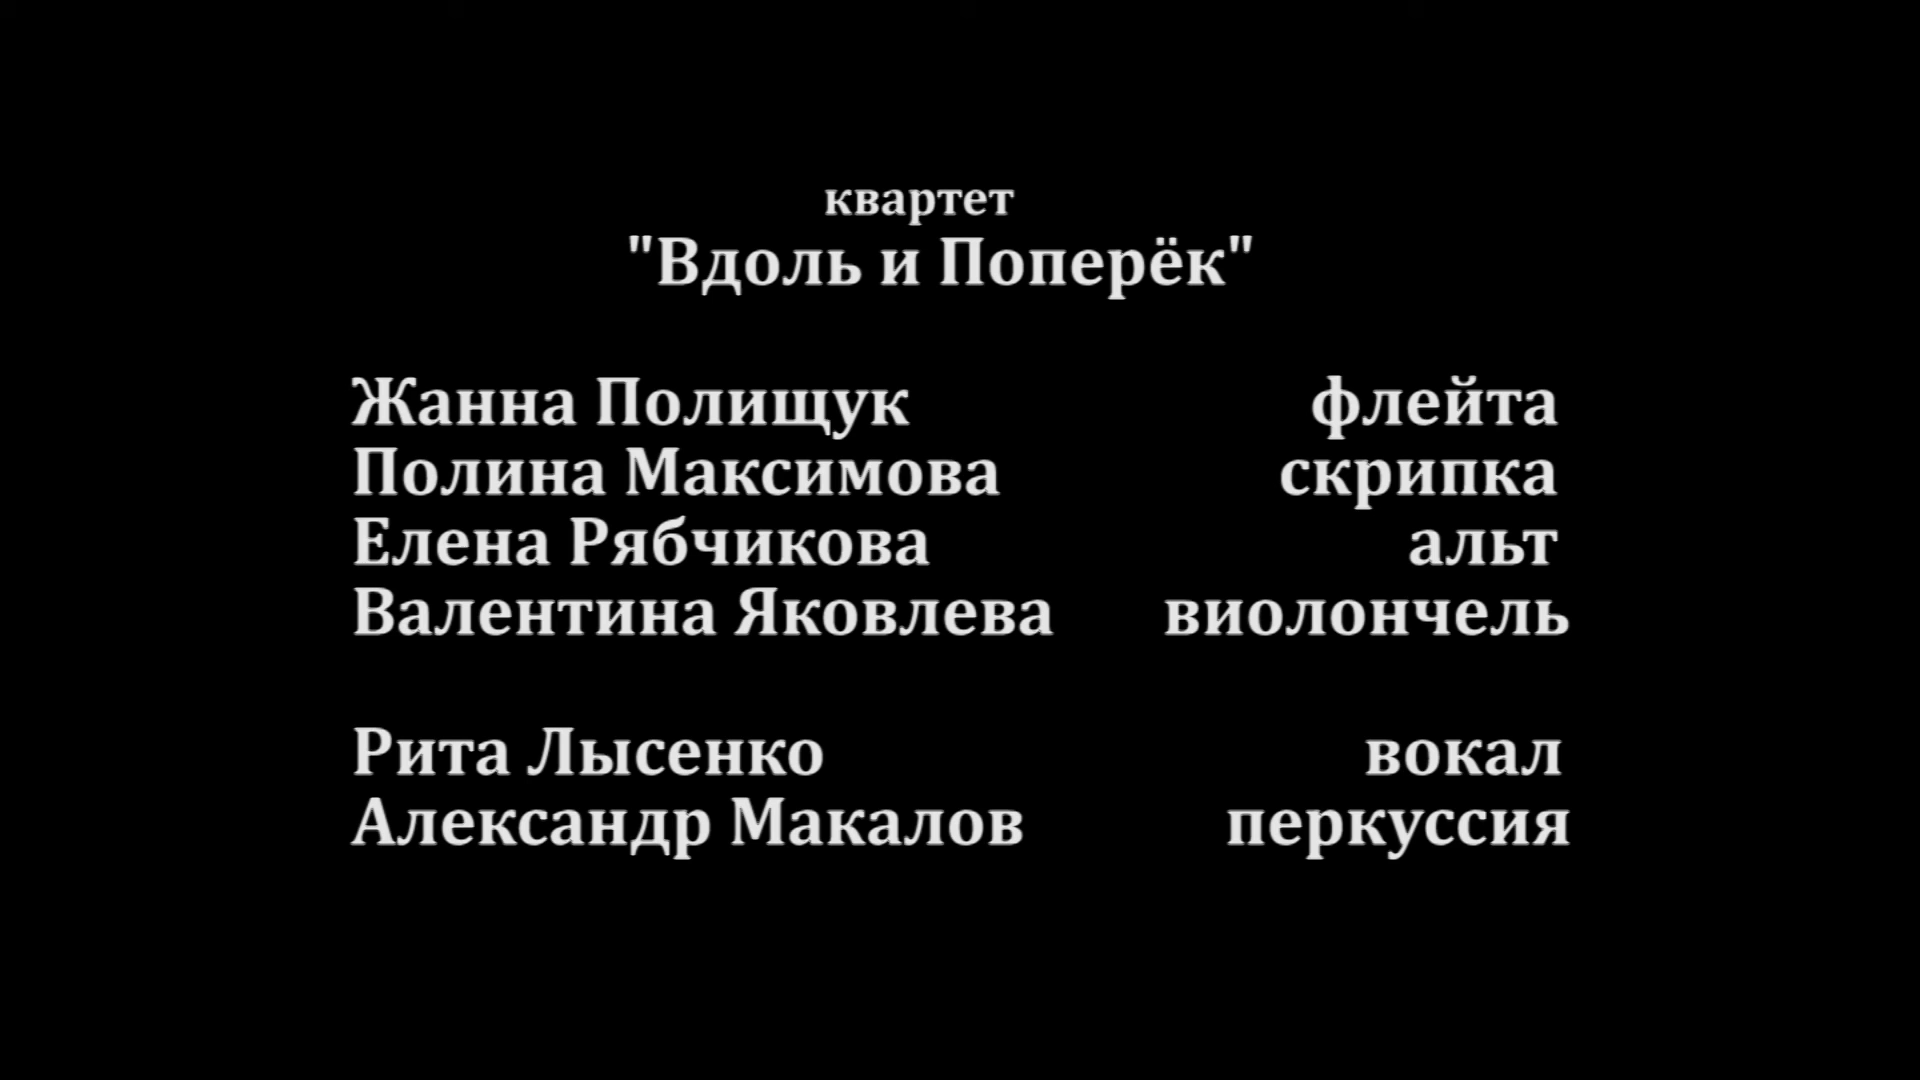 квартет
"Вдоль и Поперёк"
Жанна Полищук флейта
Полина Максимова скрипка
Елена Рябчикова альт
Валентина Яковлева виолончель
Рита Лысенко вокал
Александр Макалов перкуссия